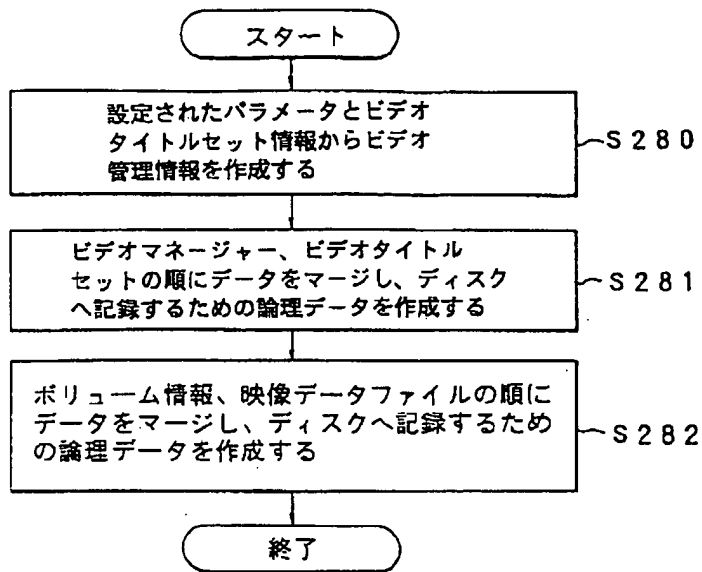 スタート
設定されたパラメータとビデオ
タイトルセット情報からビデオ
管理情報を作成する
S280
ビデオマネージャー、ビデオタイトル
セットの順にデータをマージし、ディスク
へ記録するための論理データを作成する
S281
ボリューム情報、映像データファイルの順に
データをマージし、ディスクへ記録するため
の論理データを作成する
S282
終了